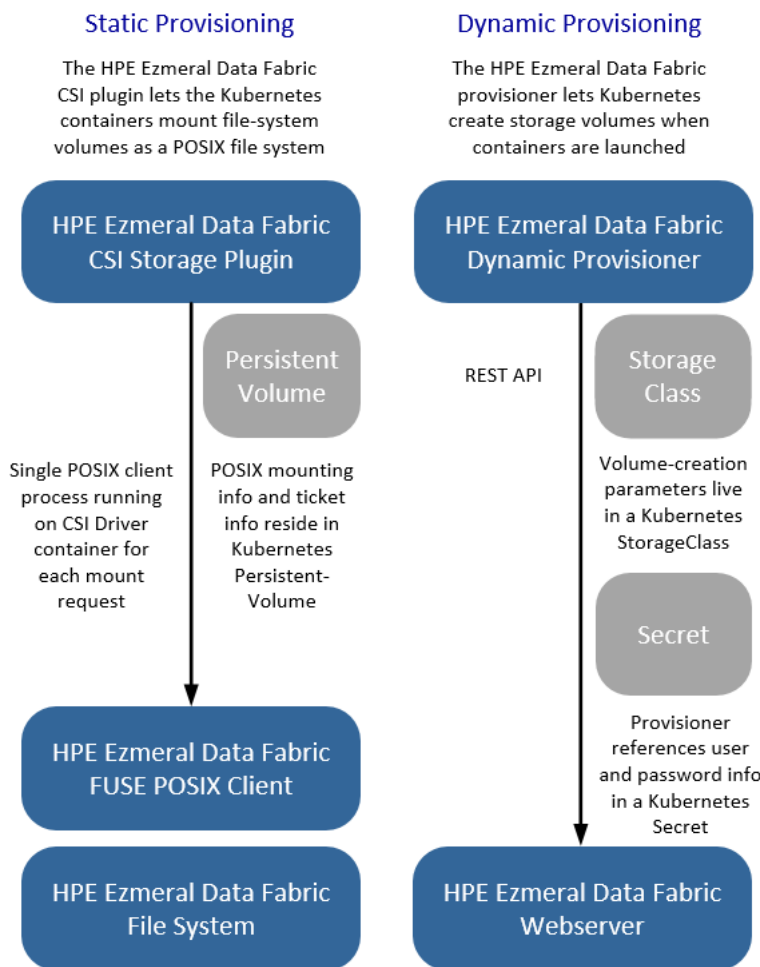 Static Provisioning
The HPE Ezmeral Data Fabric
CSI plugin lets the Kubernetes
containers mount file-system
volumes as a POSIX file system
HPE Ezmeral Data Fabric
CSI Storage Plugin
Persistent
Volume
Single POSIX client
process running
on CSI Driver
container for
each mount
request
POSIX mounting
info and ticket
info reside in
Kubernetes
Persistent-
Volume
HPE Ezmeral Data Fabric
FUSE POSIX Client
HPE Ezmeral Data Fabric
File System
Dynamic Provisioning
The HPE Ezmeral Data Fabric
provisioner lets Kubernetes
create storage volumes when
containers are launched
HPE Ezmeral Data Fabric
Dynamic Provisioner
REST API
Storage
Class
Volume-creation
parameters live
in a Kubernetes
StorageClass
Secret
Provisioner
references user
and password info
in a Kubernetes
Secret
HPE Ezmeral Data Fabric
Webserver